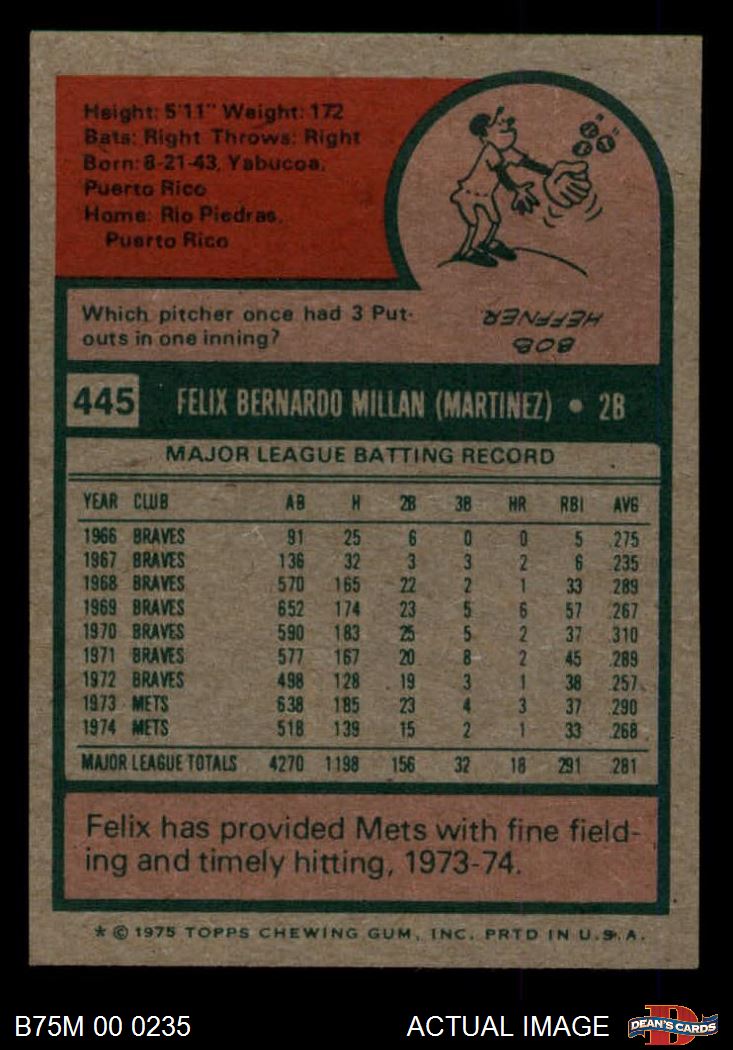 Height: 5'11" Weight: 172
Bats: Right Throws: Right
Born: 8-21-43, Yabucoa,
Puerto Rico
Home: Rio Piedras,
Puerto Rico
Which pitcher once had 3 Put-
outs in one inning?
BOB
HEFFNER
445 FELIX BERNARDO MILLAN (MARTINEZ) • 2B
MAJOR LEAGUE BATTING RECORD
YEAR CLUB AB H 2B 3B HR RBI AVG
1966 BRAVES 91 25 6 0 0 5 .275
1967 BRAVES 136 32 3 3 2 6 .235
1968 BRAVES 570 165 22 2 1 33 .289
1969 BRAVES 652 174 23 5 6 57 .267
1970 BRAVES 590 183 25 5 2 37 .310
1971 BRAVES 577 167 20 8 2 45 .289
1972 BRAVES 498 128 19 3 1 38 .257
1973 METS 638 185 23 4 3 37 .290
1974 METS 518 139 15 2 1 33 .268
MAJOR LEAGUE TOTALS 4270 1198 156 32 18 291 .281
Felix has provided Mets with fine field-
ing and timely hitting, 1973-74.
* © 1975 TOPPS CHEWING GUM, INC. PRTD IN U.S.A.
B75M 00 0235 ACTUAL IMAGE DEAN'S CARDS